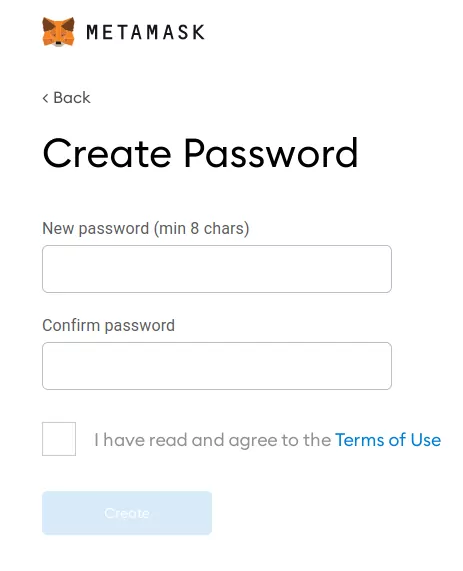 METAMASK
< Back
Create Password
New password (min 8 chars)
Confirm password
I have read and agree to the Terms of Use
Create